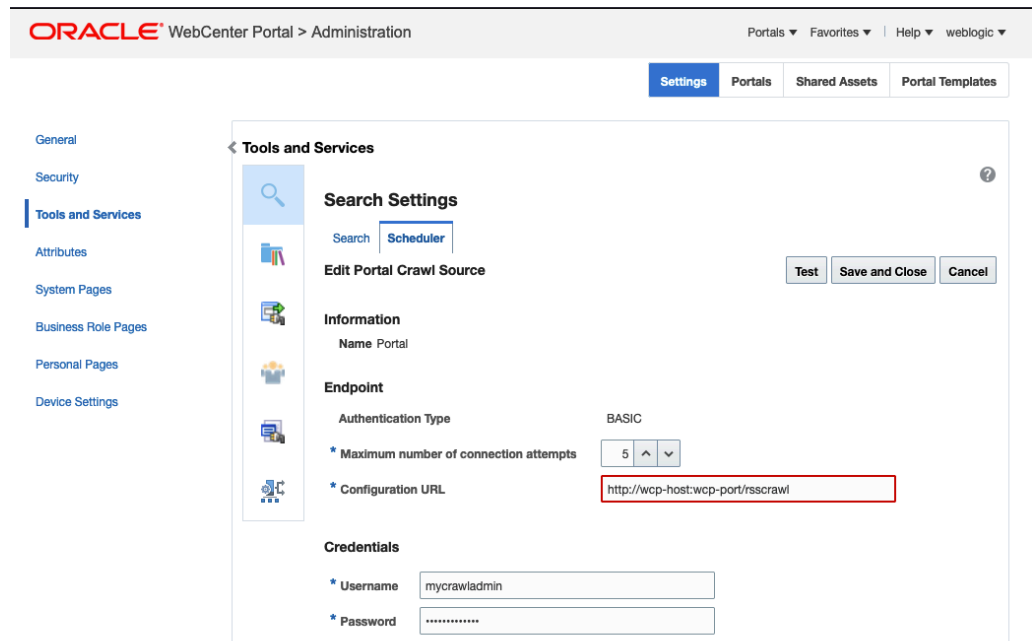 ORACLE® WebCenter Portal > Administration Portals ▼ Favorites ▼ | Help ▼ weblogic ▼
Settings Portals Shared Assets Portal Templates
General
Security
Tools and Services
Attributes
System Pages
Business Role Pages
Personal Pages
Device Settings
Tools and Services
Search Settings
Search Scheduler
Edit Portal Crawl Source Test Save and Close Cancel
Information
Name Portal
Endpoint
Authentication Type BASIC
* Maximum number of connection attempts 5
* Configuration URL http://wcp-host:wcp-port/rsscrawl
Credentials
* Username mycrawladmin
* Password •••••••••••••